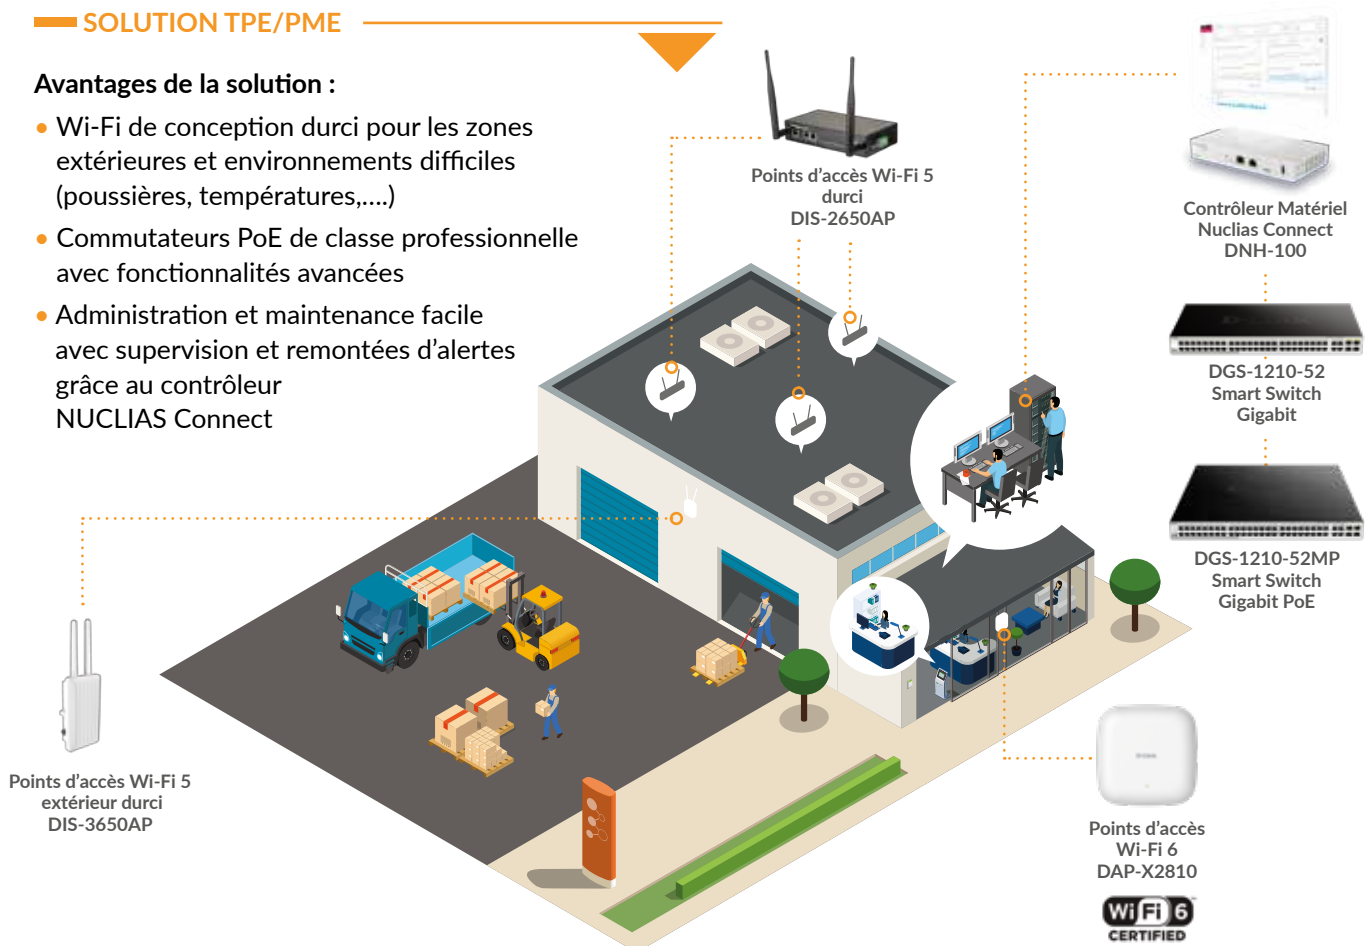 SOLUTION TPE/PME
Avantages de la solution :
• Wi-Fi de conception durci pour les zones
extérieures et environnements difficiles
(poussières, températures,....)
• Commutateurs PoE de classe professionnelle
avec fonctionnalités avancées
• Administration et maintenance facile
avec supervision et remontées d’alertes
grâce au contrôleur
NUCLIAS Connect
Points d’accès Wi-Fi 5
durci
DIS-2650AP
Contrôleur Matériel
Nuclias Connect
DNH-100
DGS-1210-52
Smart Switch
Gigabit
DGS-1210-52MP
Smart Switch
Gigabit PoE
Points d’accès Wi-Fi 5
extérieur durci
DIS-3650AP
Points d’accès
Wi-Fi 6
DAP-X2810
Wi Fi 6
CERTIFIED